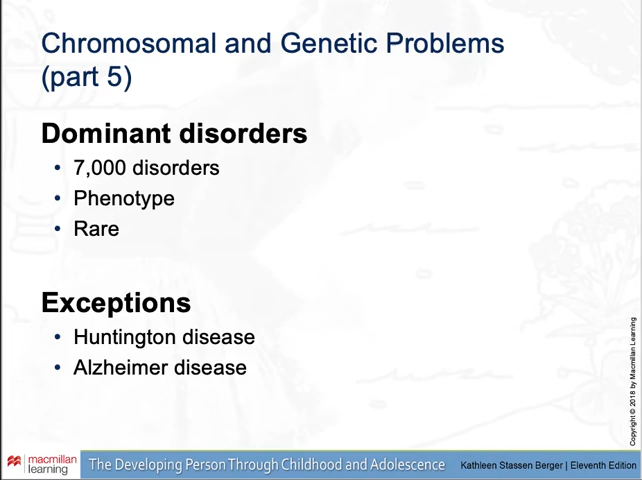 Chromosomal and Genetic Problems
(part 5)
Dominant disorders
• 7,000 disorders
• Phenotype
• Rare
Exceptions
• Huntington disease
• Alzheimer disease
Copyright © 2018 by Macmillan Learning
macmillan
learning
The Developing Person Through Childhood and Adolescence
Kathleen Stassen Berger | Eleventh Edition